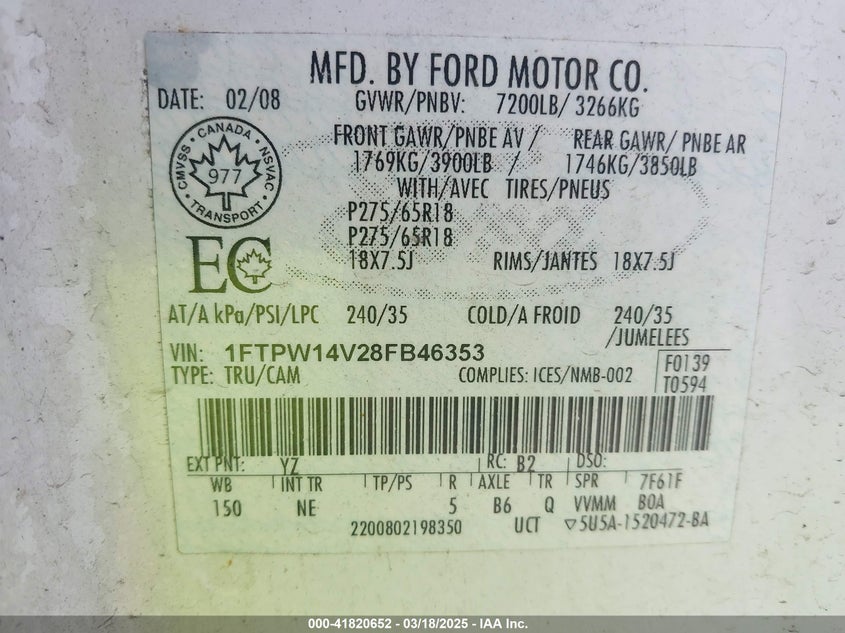 MFD. BY FORD MOTOR CO.
DATE: 02/08 GVWR/PNBV: 7200LB/ 3266KG
FRONT GAWR/PNBE AV / REAR GAWR/ PNBE AR
1769KG/3900LB / 1746KG/3850LB
WITH/AVEC TIRES/PNEUS
CANADA
CMVSS NSVAC
977
TRANSPORT
P275/65R18
P275/65R18
EC
18X7.5J RIMS/JANTES 18X7.5J
AT/A kPa/PSI/LPC 240/35 COLD/A FROID 240/35
/JUMELEES
VIN: 1FTPW14V28FB46353
TYPE: TRU/CAM COMPLIES: ICES/NMB-002
F0139
T0594
EXT PNT: YZ RC: B2 DSO:
WB INT TR TP/PS R AXLE TR SPR 7F61F
150 NE 5 B6 Q VVMM BOA
2200802198350 UCT ▽5U5A-1520472-BA
000-41820652 - 03/18/2025 - IAA Inc.